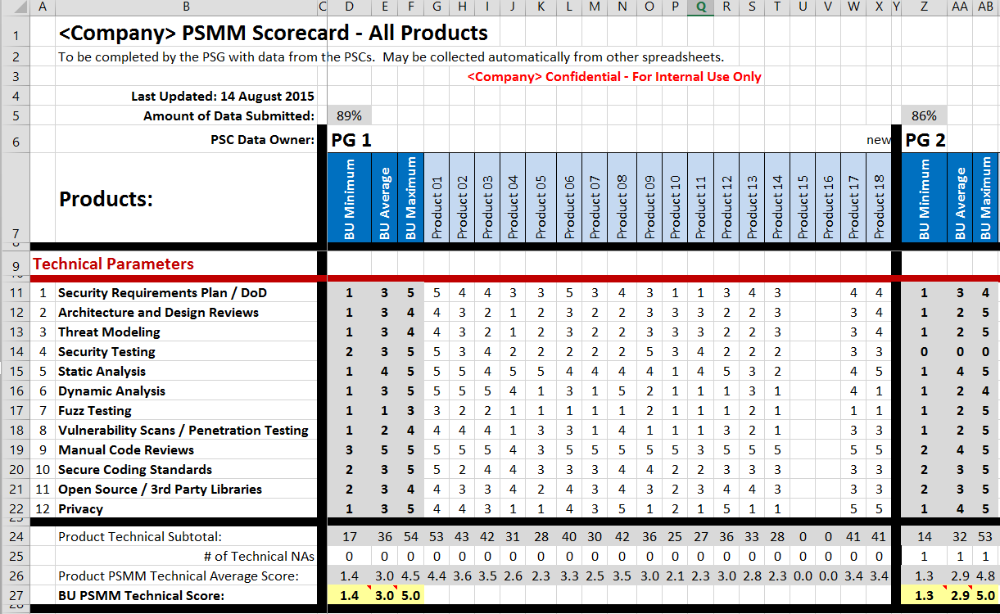 A B C D E F G H I J K L M N O P Q R S T U V W X Y Z AA AB
1 <Company> PSMM Scorecard - All Products
2 To be completed by the PSG with data from the PSCs. May be collected automatically from other spreadsheets.
3 <Company> Confidential - For Internal Use Only
4 Last Updated: 14 August 2015
5 Amount of Data Submitted: 89% 86%
6 PSC Data Owner: PG 1 new PG 2
7 Products: BU Minimum BU Average BU Maximum Product 01 Product 02 Product 03 Product 04 Product 05 Product 06 Product 07 Product 08 Product 09 Product 10 Product 11 Product 12 Product 13 Product 14 Product 15 Product 16 Product 17 Product 18 BU Minimum BU Average BU Maximum
9 Technical Parameters
11 1 Security Requirements Plan / DoD 1 3 5 5 4 4 3 3 5 3 4 3 1 1 3 4 3 4 4 1 3 4
12 2 Architecture and Design Reviews 1 3 4 4 3 2 1 2 3 2 2 3 3 3 2 2 3 3 4 1 2 5
13 3 Threat Modeling 1 3 4 4 3 2 1 2 3 2 2 3 3 3 2 2 3 3 4 1 2 5
14 4 Security Testing 2 3 5 5 3 4 2 2 2 2 2 5 3 4 2 2 2 3 3 0 0 0
15 5 Static Analysis 1 4 5 5 5 4 5 5 4 4 4 4 1 4 5 3 2 4 5 1 4 5
16 6 Dynamic Analysis 1 3 5 5 5 5 4 1 3 1 5 2 1 1 1 3 1 4 1 1 2 4
17 7 Fuzz Testing 1 1 3 3 2 2 1 1 1 1 1 2 1 1 1 2 1 1 1 1 2 5
18 8 Vulnerability Scans / Penetration Testing 1 2 4 4 4 4 1 3 3 1 4 1 1 1 3 2 1 3 3 1 2 5
19 9 Manual Code Reviews 3 5 5 5 5 5 4 3 5 5 5 5 5 3 5 5 5 5 5 2 4 5
20 10 Secure Coding Standards 2 3 5 5 2 4 4 3 3 3 4 4 2 2 3 3 3 3 3 2 3 5
21 11 Open Source / 3rd Party Libraries 2 3 4 4 3 3 4 2 4 3 4 3 2 3 4 4 3 3 3 2 3 5
22 12 Privacy 1 3 5 4 4 3 1 1 4 3 5 1 2 1 5 1 1 5 5 1 4 5
24 Product Technical Subtotal: 17 36 54 53 43 42 31 28 40 30 42 36 25 27 36 33 28 0 0 41 41 14 32 53
25 # of Technical NAs 0 0 0 0 0 0 0 0 0 0 0 0 0 0 0 0 0 0 0 0 0 1 1 1
26 Product PSMM Technical Average Score: 1.4 3.0 4.5 4.4 3.6 3.5 2.6 2.3 3.3 2.5 3.5 3.0 2.1 2.3 3.0 2.8 2.3 0.0 0.0 3.4 3.4 1.3 2.9 4.8
27 BU PSMM Technical Score: 1.4 3.0 5.0 1.3 2.9 5.0